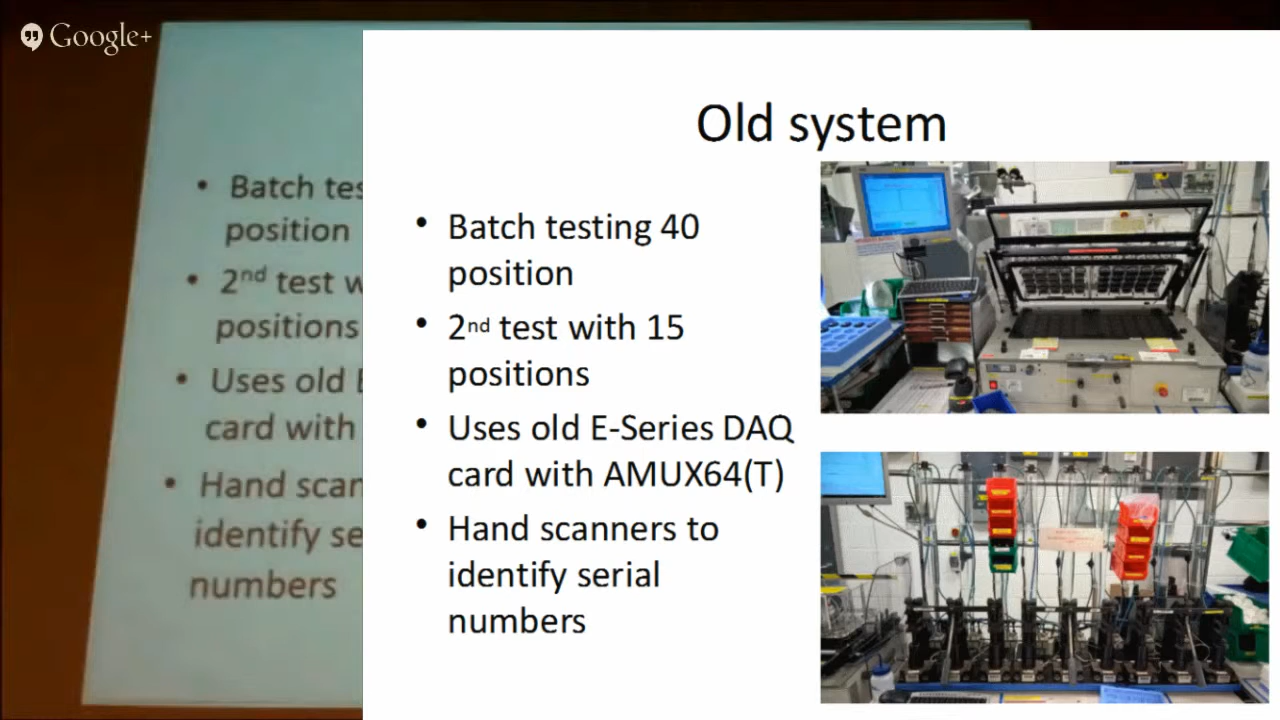 Google+
Old system
• Batch testing 40
position
• 2nd test with 15
positions
• Uses old E-Series DAQ
card with AMUX64(T)
• Hand scanners to
identify serial
numbers
• Batch tes
position
• 2nd test w
positions
• Uses old E
card with
• Hand scan
identify se
numbers